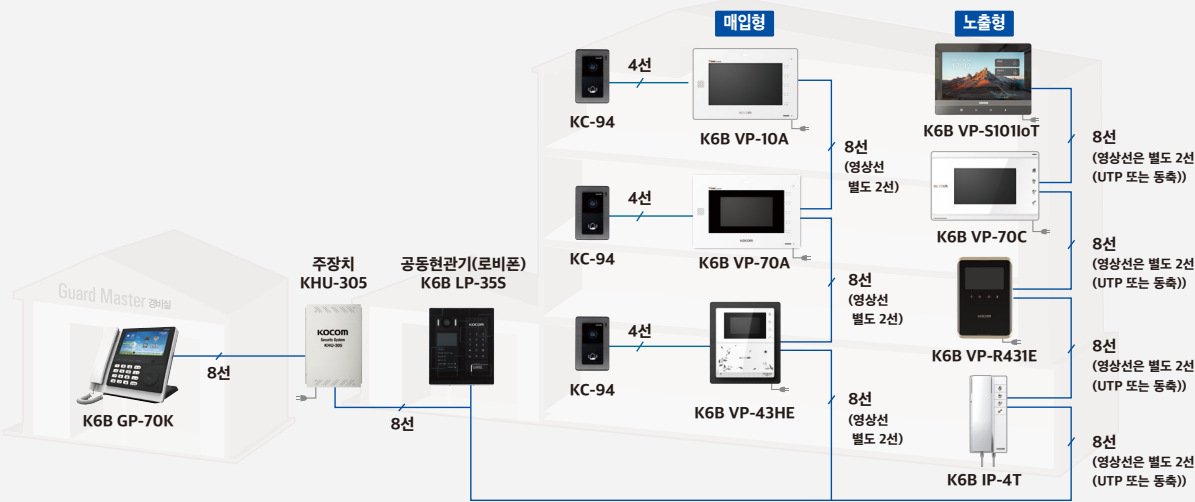 매입형
노출형
4선
KC-94
K6B VP-10A
K6B VP-S101IoT
8선
(영상선
별도 2선)
8선
(영상선은 별도 2선
(UTP 또는 동축))
4선
KC-94
K6B VP-70A
K6B VP-70C
8선
(영상선
별도 2선)
8선
(영상선은 별도 2선
(UTP 또는 동축))
Guard Master 경비실
K6B GP-70K
8선
주장치
KHU-305
KOCOM
Security System
KHU-305
공동현관기(로비폰)
K6B LP-35S
KOCOM
8선
4선
KC-94
K6B VP-43HE
K6B VP-R431E
8선
(영상선
별도 2선)
8선
(영상선은 별도 2선
(UTP 또는 동축))
K6B IP-4T
8선
(영상선은 별도 2선
(UTP 또는 동축))